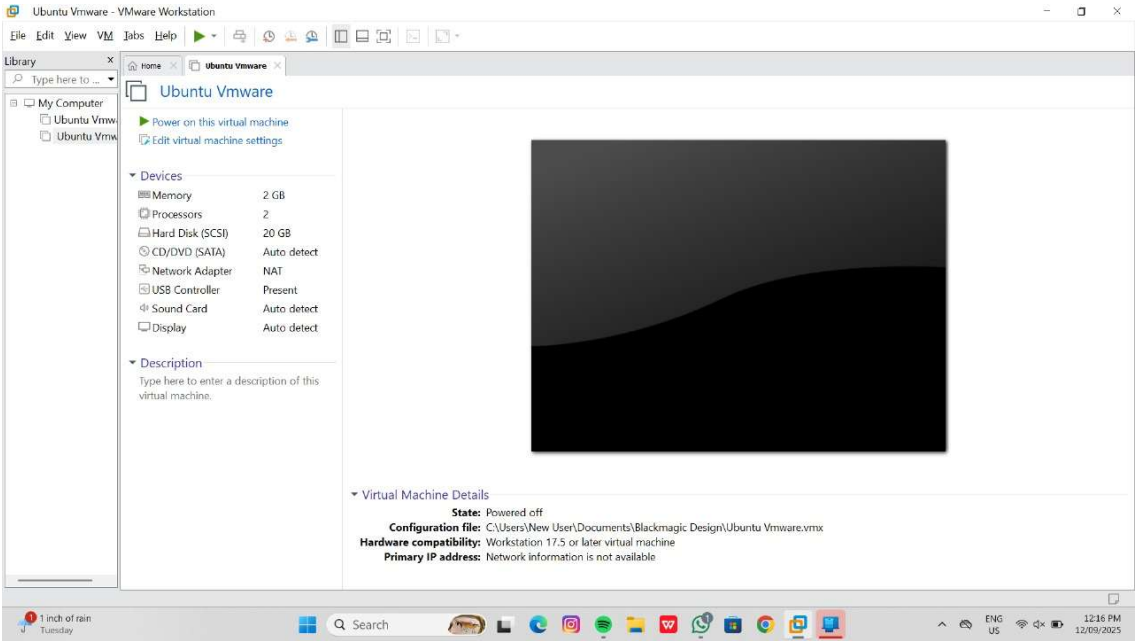 Ubuntu Vmware - VMware Workstation
File Edit View VM Tabs Help
Library
Type here to ...
My Computer
Ubuntu Vmw
Ubuntu Vmw
Home
Ubuntu Vmware
Ubuntu Vmware
Power on this virtual machine
Edit virtual machine settings
Devices
Memory 2 GB
Processors 2
Hard Disk (SCSI) 20 GB
CD/DVD (SATA) Auto detect
Network Adapter NAT
USB Controller Present
Sound Card Auto detect
Display Auto detect
Description
Type here to enter a description of this
virtual machine.
Virtual Machine Details
State: Powered off
Configuration file: C:\Users\New User\Documents\Blackmagic Design\Ubuntu Vmware.vmx
Hardware compatibility: Workstation 17.5 or later virtual machine
Primary IP address: Network information is not available
1
1 inch of rain
Tuesday
Search
W
ENG
US
12:16 PM
12/09/2025